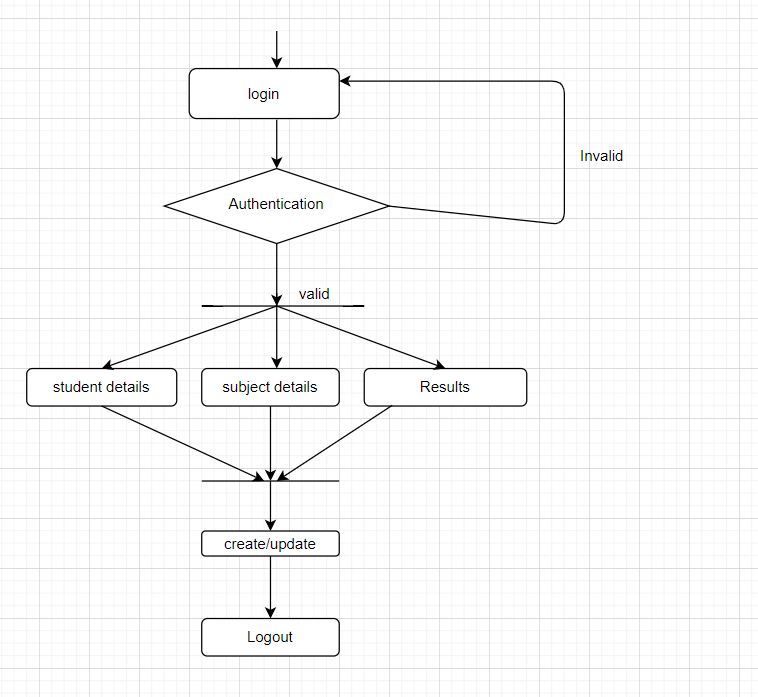 login
Invalid
Authentication
valid
student details
subject details
Results
create/update
Logout